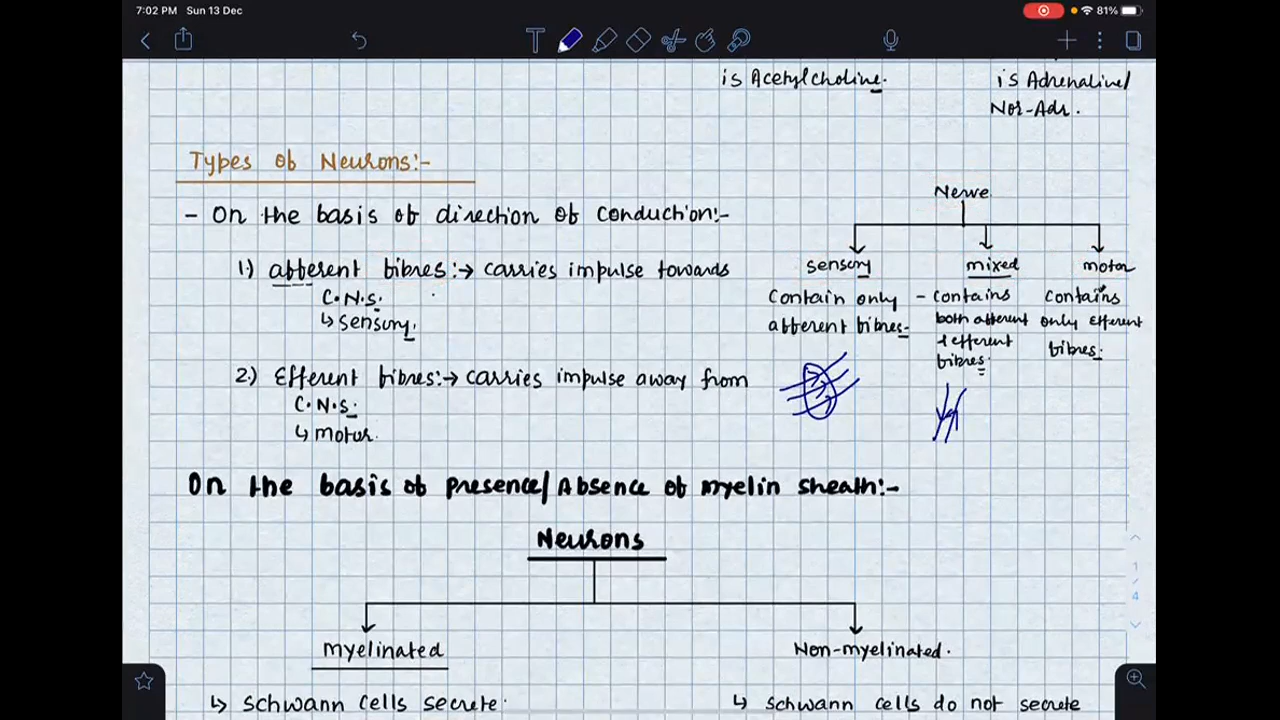 7:02 PM Sun 13 Dec
81%
is Acetylcholine.
is Adrenaline/
Nor-Adr.
Types of Neurons:-
- On the basis of direction of conduction:-
1.) afferent fibres:→ carries impulse towards
C.N.S.
↳ sensory.
2.) Efferent fibres:→ carries impulse away from
C.N.S.
↳ motor.
Nerve
sensory
Contain only
afferent fibres
mixed
- contains
both afferent
+ efferent
fibres.
motor
contains
only Efferent
fibres.
On the basis of presence/Absence of myelin sheath:-
Neurons
myelinated
↳ schwann cells secrete
Non-myelinated.
↳ schwann cells do not secrete
1
/
4